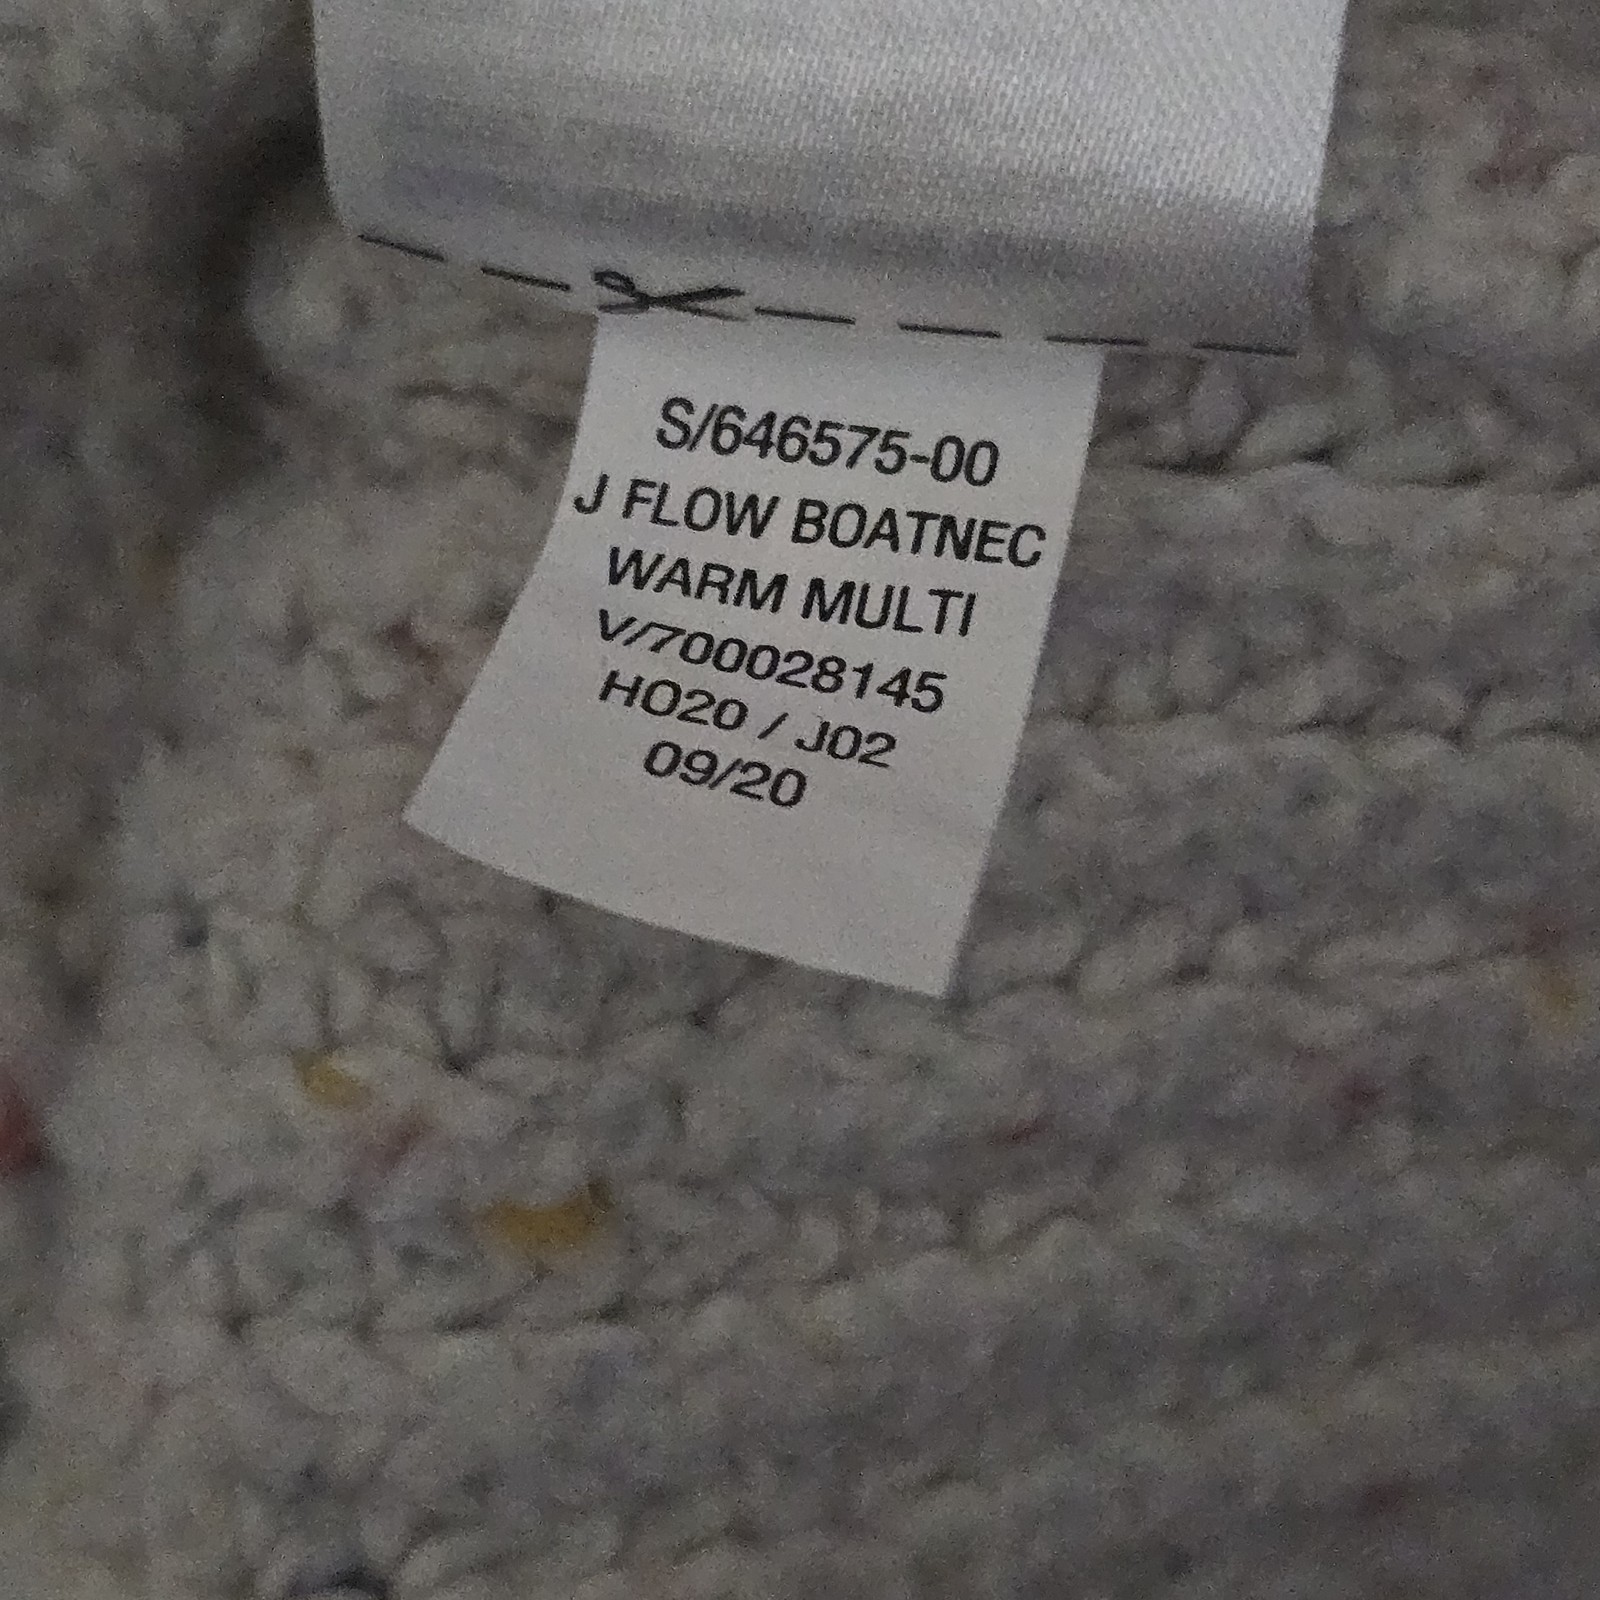 S/646575-00
J FLOW BOATNEC
WARM MULTI
V/700028145
HO20 / J02
09/20